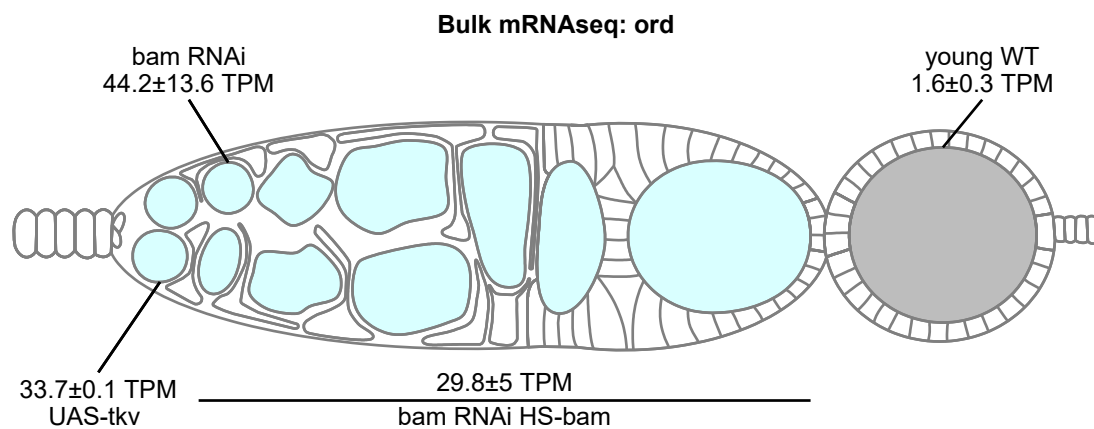 Bulk mRNAseq: ord
bam RNAi
44.2±13.6 TPM
young WT
1.6±0.3 TPM
33.7±0.1 TPM
UAS-tkv
29.8±5 TPM
bam RNAi HS-bam